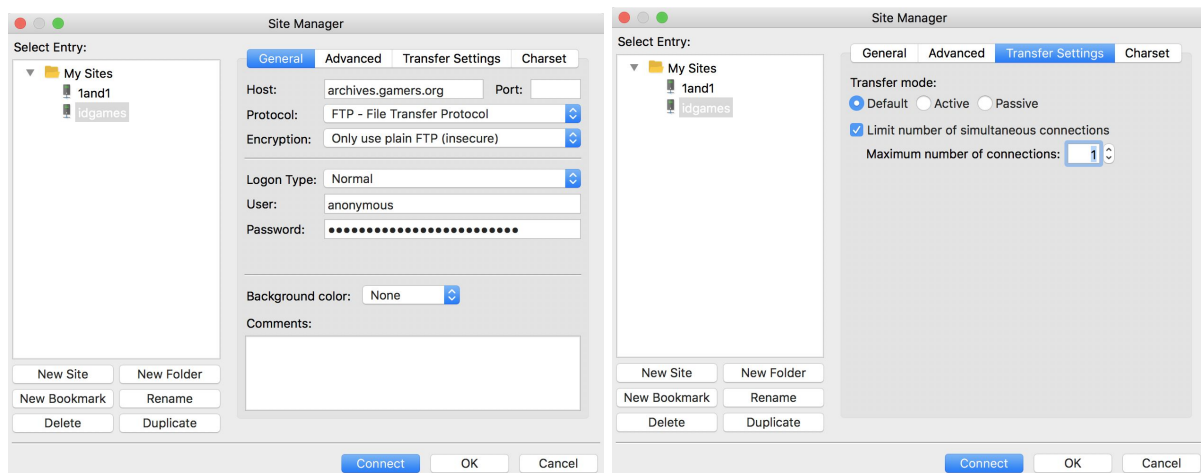 Site Manager
Select Entry:
My Sites
1and1
idgames
New Site
New Folder
New Bookmark
Rename
Delete
Duplicate
General
Advanced
Transfer Settings
Charset
Host:
archives.gamers.org
Port:
Protocol:
FTP - File Transfer Protocol
Encryption:
Only use plain FTP (insecure)
Logon Type:
Normal
User:
anonymous
Password:
●●●●●●●●●●●●●●●●●●●●●●●●●●
Background color:
None
Comments:
Connect
OK
Cancel
Site Manager
Select Entry:
My Sites
1and1
idgames
New Site
New Folder
New Bookmark
Rename
Delete
Duplicate
General
Advanced
Transfer Settings
Charset
Transfer mode:
Default
Active
Passive
Limit number of simultaneous connections
Maximum number of connections:
1
Connect
OK
Cancel